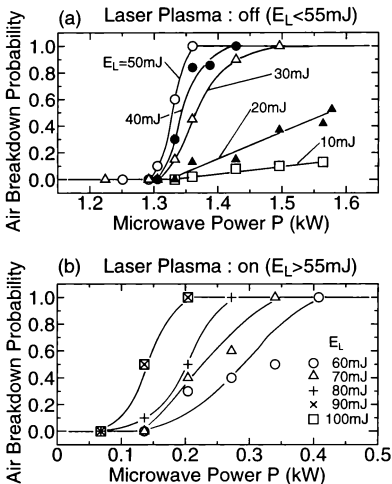 Laser Plasma : off (E_L<55mJ)
(a)
Air Breakdown Probability
1.0
0.8
0.6
0.4
0.2
0.0
E_L=50mJ
40mJ
30mJ
20mJ
10mJ
1.2 1.3 1.4 1.5 1.6
Microwave Power P (kW)
(b) Laser Plasma : on (E_L>55mJ)
Air Breakdown Probability
1.0
0.8
0.6
0.4
0.2
0.0
E_L
60mJ
70mJ
80mJ
90mJ
100mJ
0 0.1 0.2 0.3 0.4 0.5
Microwave Power P (kW)